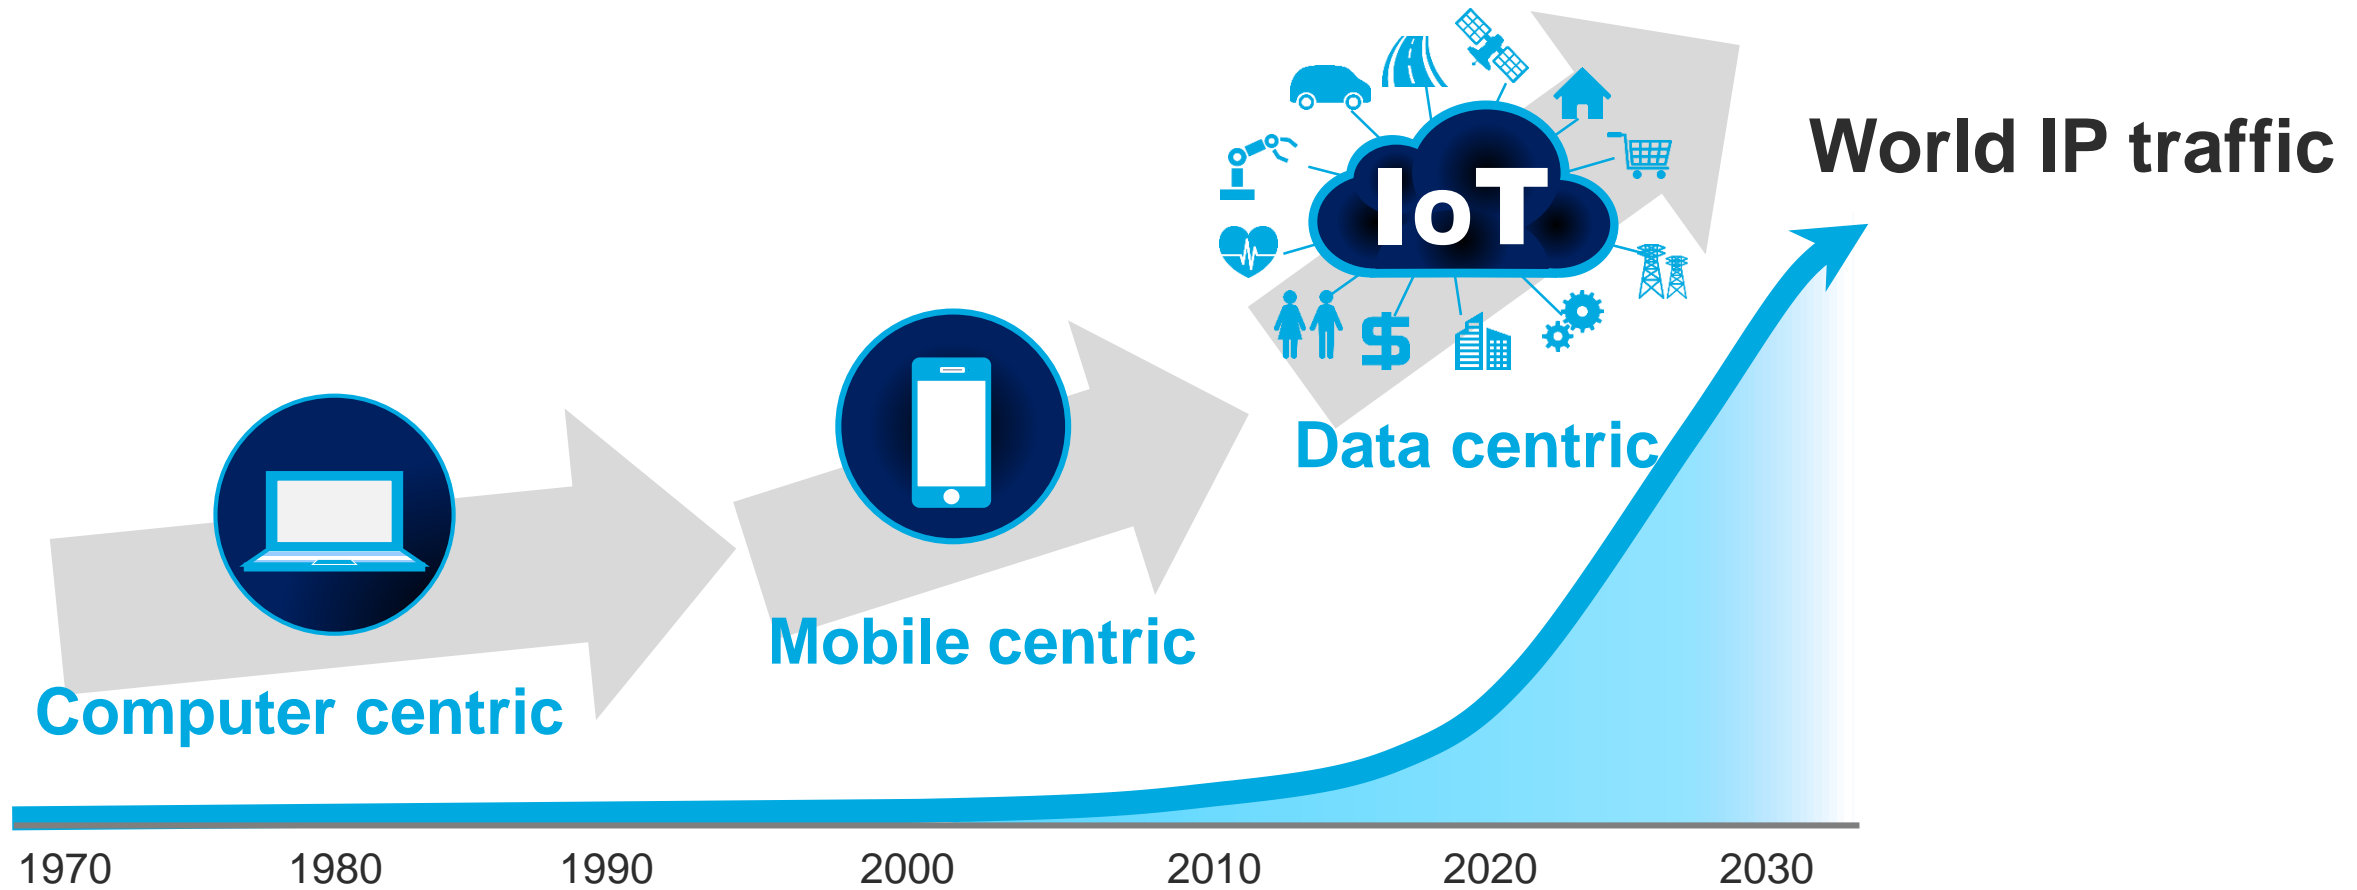 World IP traffic
IoT
Data centric
Mobile centric
Computer centric
1970 1980 1990 2000 2010 2020 2030